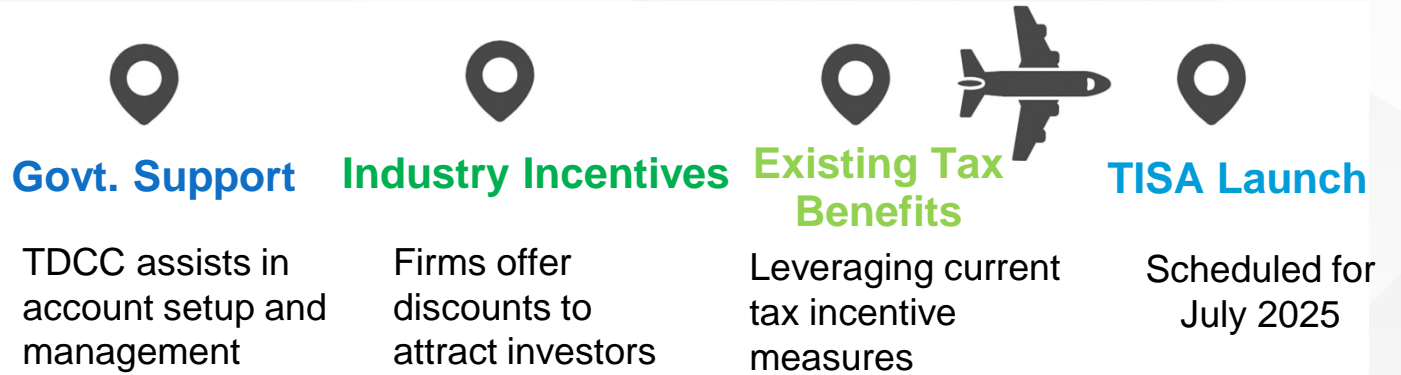 Govt. Support
TDCC assists in
account setup and
management
Industry Incentives
Firms offer
discounts to
attract investors
Existing Tax
Benefits
Leveraging current
tax incentive
measures
TISA Launch
Scheduled for
July 2025